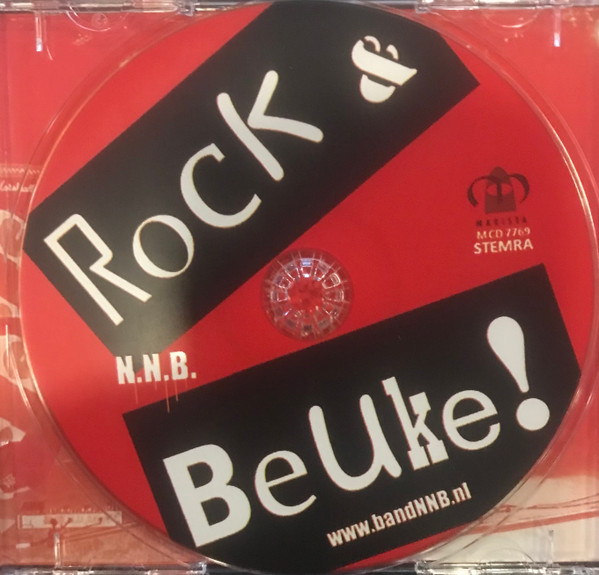 Rock &
MARISTA
MCD 7769
STEMRA
N.N.B.
BeUke!
www.bandNNB.nl